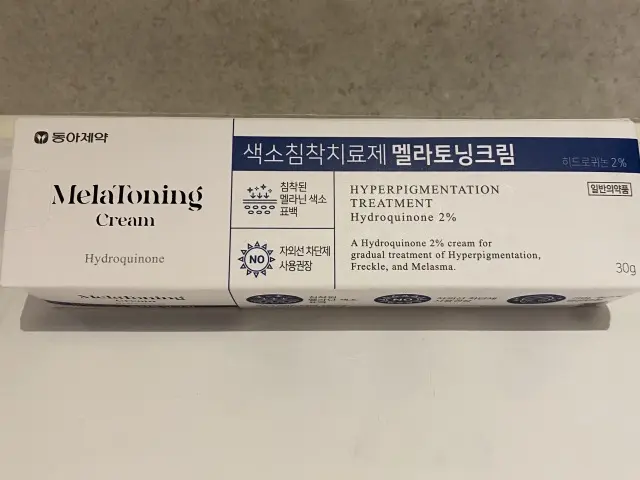 동아제약
MelaToning
Cream
Hydroquinone
색소침착치료제 멜라토닝크림
히드로퀴논 2%
침착된
멜라닌 색소
표백
NO
자외선 차단제
사용권장
HYPERPIGMENTATION
TREATMENT
Hydroquinone 2%
일반의약품
A Hydroquinone 2% cream for
gradual treatment of Hyperpigmentation,
Freckle, and Melasma.
30g
MelaToning